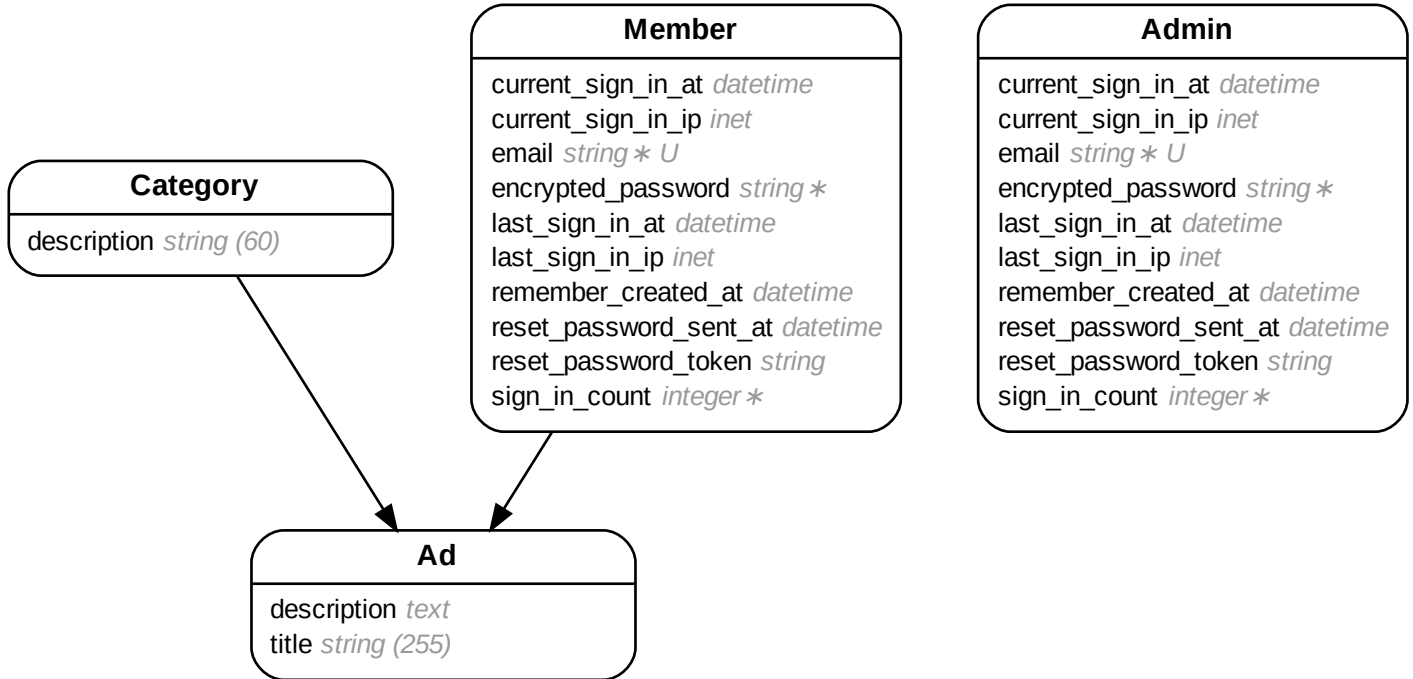 Member
current_sign_in_at datetime
current_sign_in_ip inet
email string ∗ U
encrypted_password string ∗
last_sign_in_at datetime
last_sign_in_ip inet
remember_created_at datetime
reset_password_sent_at datetime
reset_password_token string
sign_in_count integer ∗
Admin
current_sign_in_at datetime
current_sign_in_ip inet
email string ∗ U
encrypted_password string ∗
last_sign_in_at datetime
last_sign_in_ip inet
remember_created_at datetime
reset_password_sent_at datetime
reset_password_token string
sign_in_count integer ∗
Category
description string (60)
Ad
description text
title string (255)